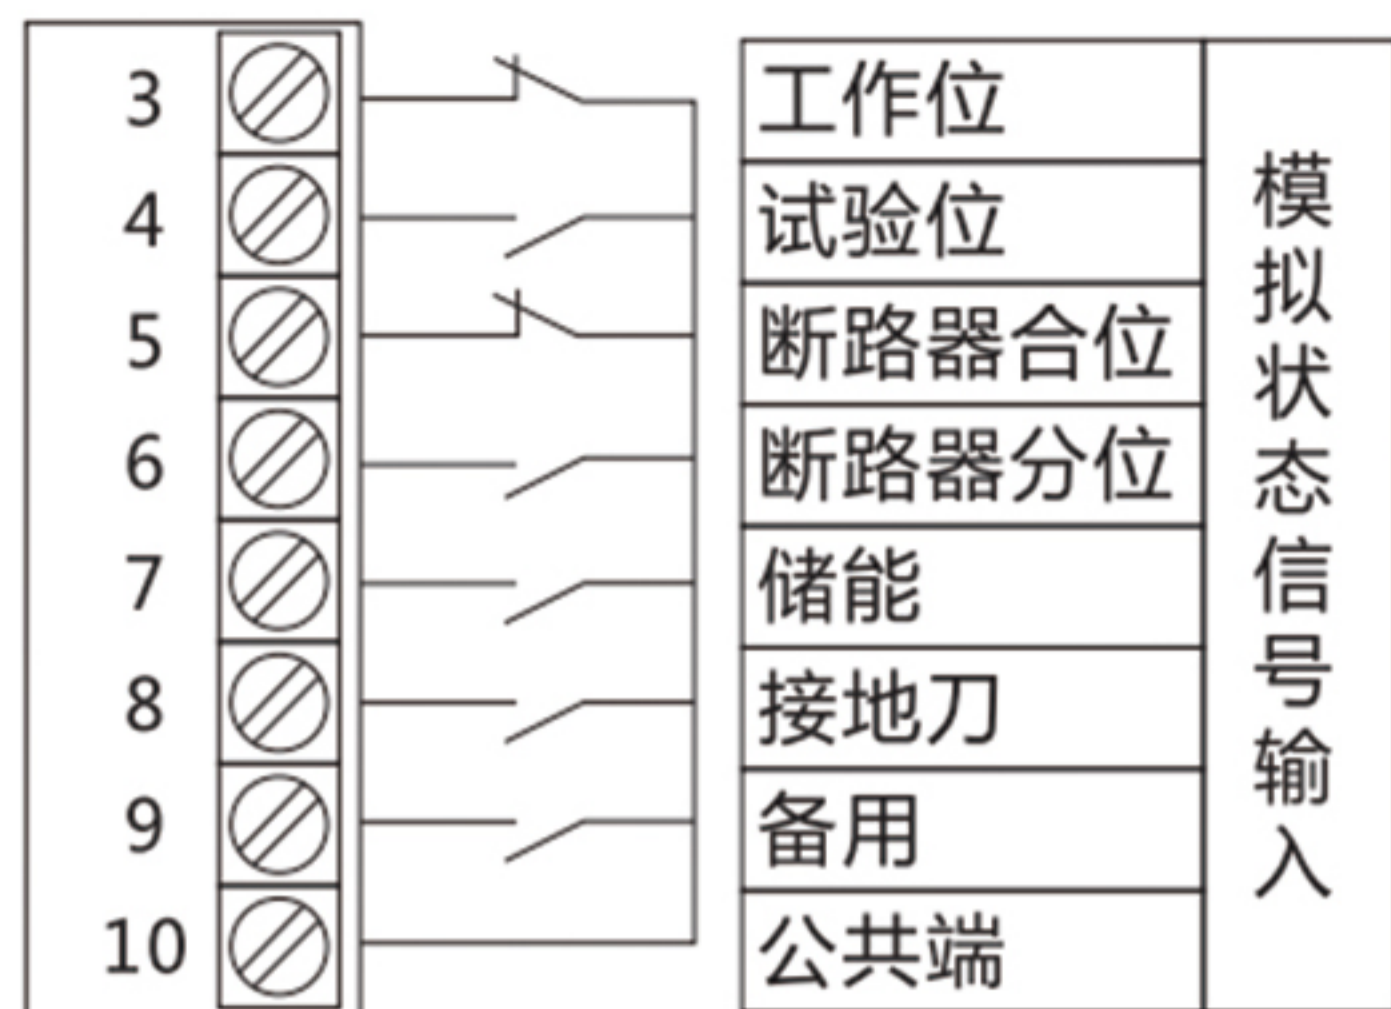 3 工作位
4 试验位
5 断路器合位
6 断路器分位
7 储能
8 接地刀
9 备用
10 公共端
模拟状态信号输入